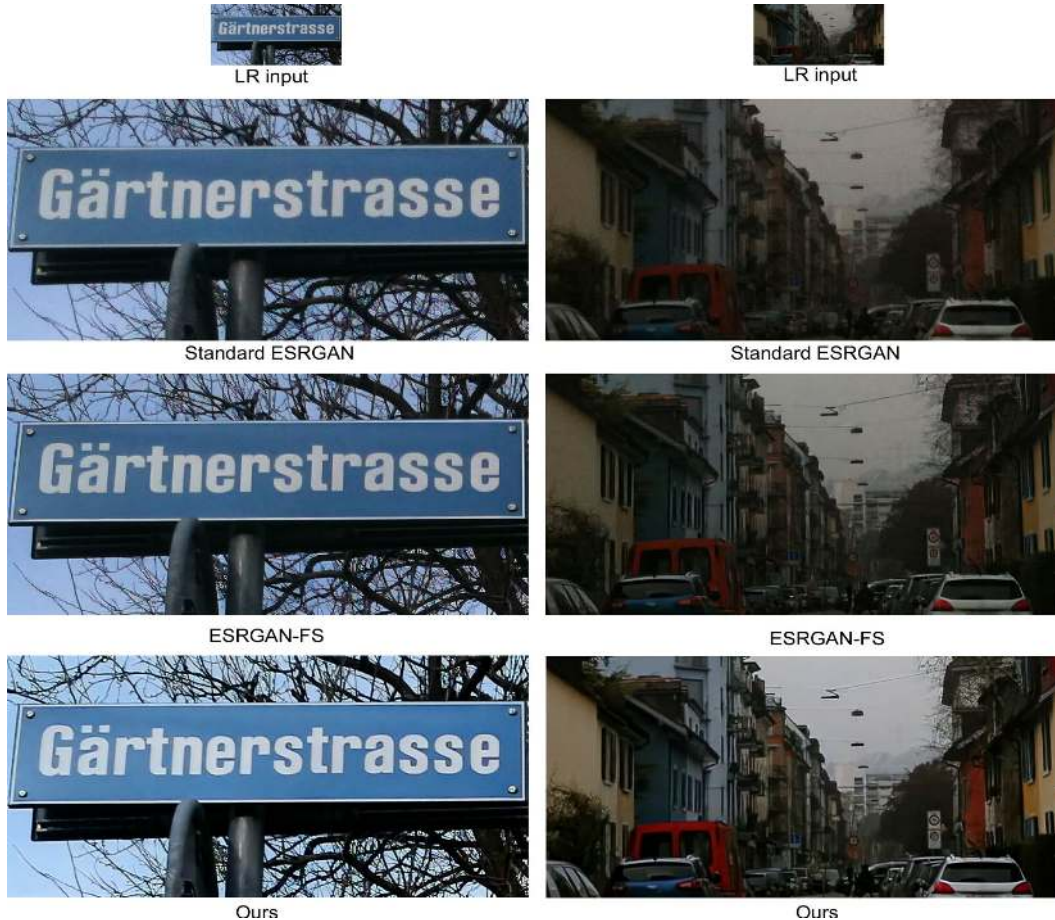 Gärtnerstrasse
LR input
LR input
Gärtnerstrasse
Standard ESRGAN
Standard ESRGAN
Gärtnerstrasse
ESRGAN-FS
ESRGAN-FS
Gärtnerstrasse
Ours
Ours